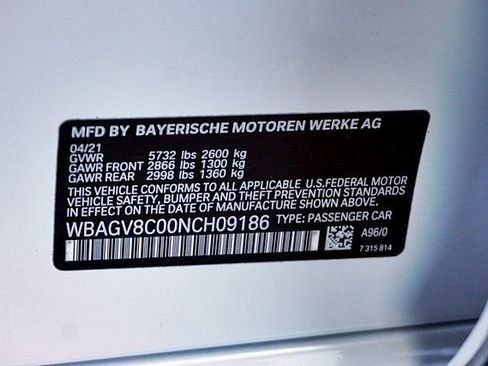 MFD BY BAYERISCHE MOTOREN WERKE AG
04/21
GVWR 5732 lbs 2600 kg
GAWR FRONT 2866 lbs 1300 kg
GAWR REAR 2998 lbs 1360 kg
THIS VEHICLE CONFORMS TO ALL APPLICABLE U.S.FEDERAL MOTOR
VEHICLE SAFETY, BUMPER AND THEFT PREVENTION STANDARDS
IN EFFECT ON THE DATE OF MANUFACTURE SHOWN ABOVE.
WBAGV8C00NCH09186 TYPE: PASSENGER CAR
A96/0
7 315 814